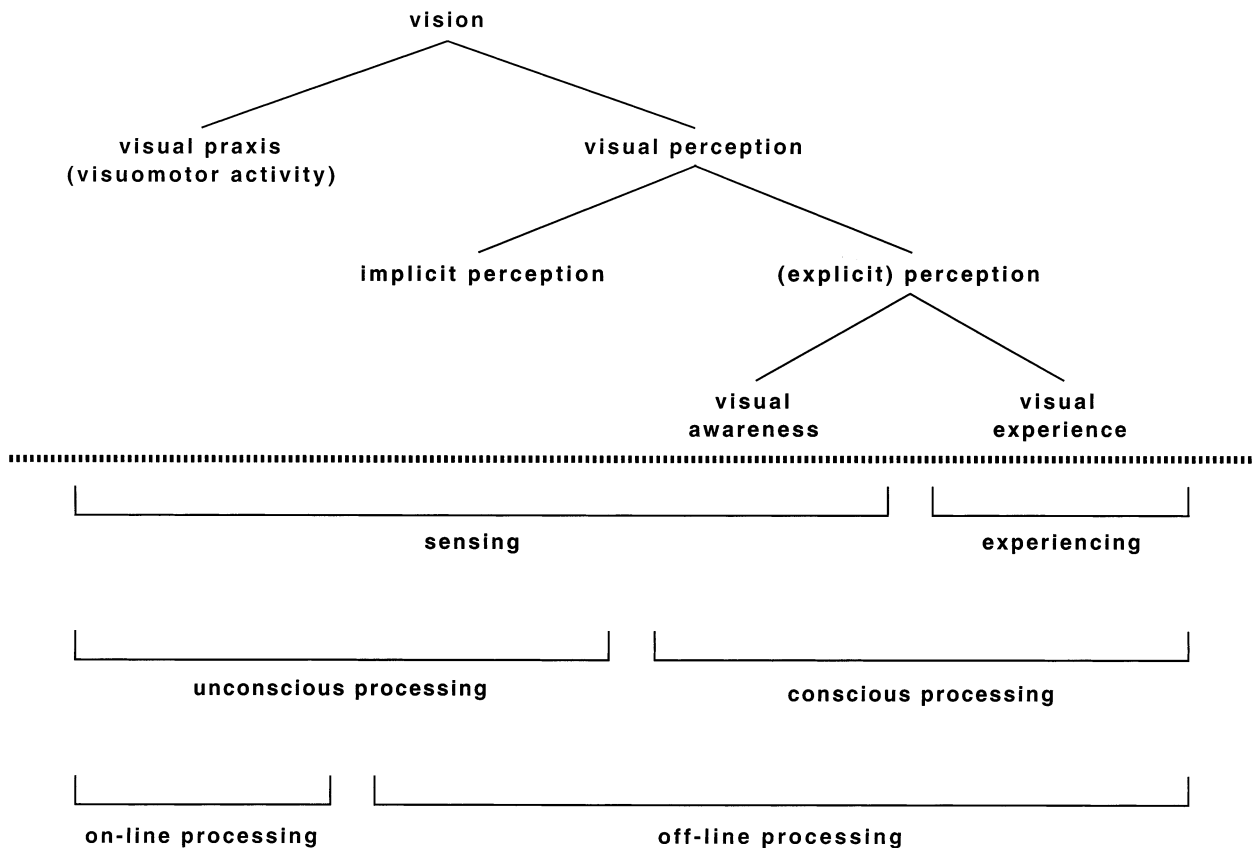 vision
visual praxis
(visuomotor activity)
visual perception
implicit perception
(explicit) perception
visual
awareness
visual
experience
sensing
experiencing
unconscious processing
conscious processing
on-line processing
off-line processing